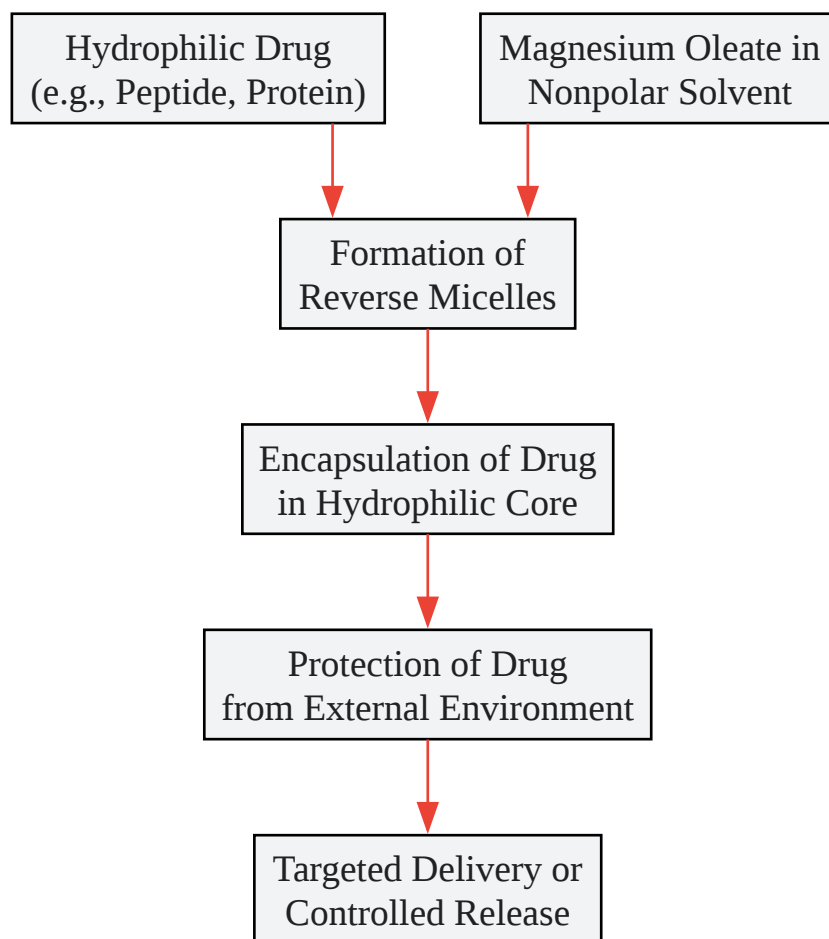 Hydrophilic Drug
(e.g., Peptide, Protein)
Magnesium Oleate in
Nonpolar Solvent
Formation of
Reverse Micelles
Encapsulation of Drug
in Hydrophilic Core
Protection of Drug
from External Environment
Targeted Delivery or
Controlled Release